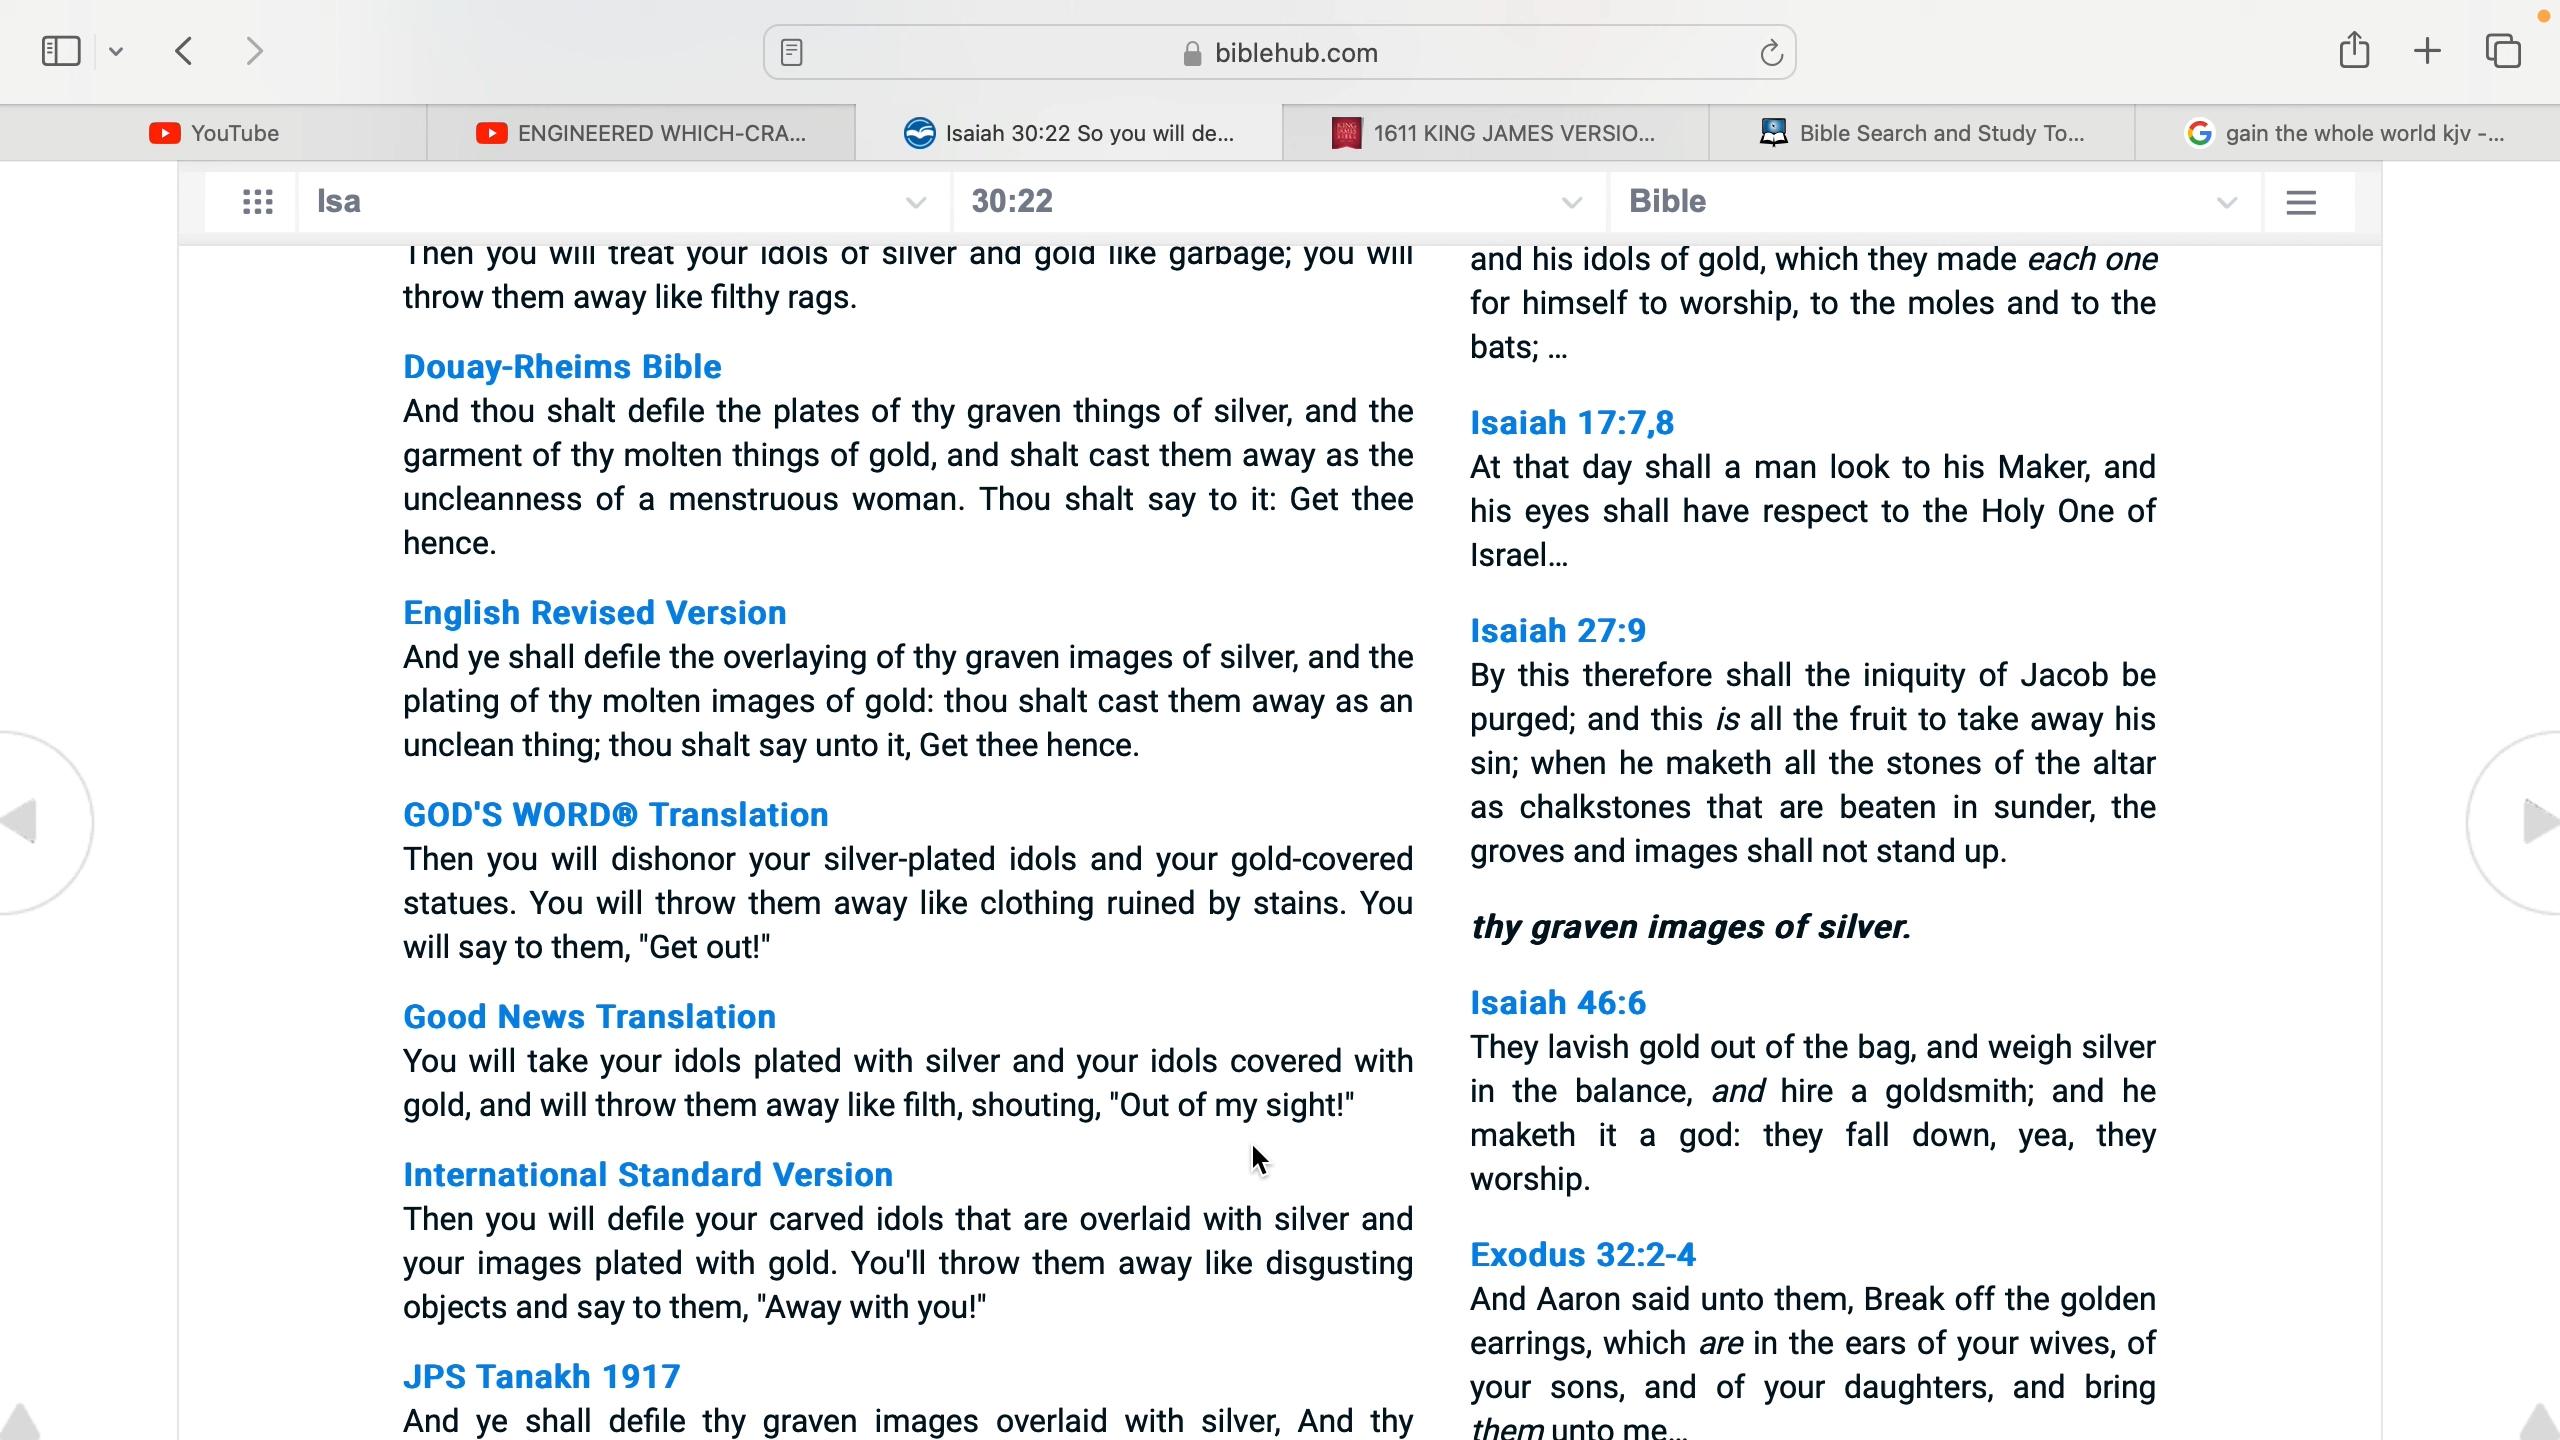 biblehub.com
YouTube
ENGINEERED WHICH-CRA...
Isaiah 30:22 So you will de...
1611 KING JAMES VERSIO...
Bible Search and Study To...
gain the whole world kjv -...
Isa
30:22
Bible
Then you will treat your idols of silver and gold like garbage; you will
throw them away like filthy rags.
Douay-Rheims Bible
And thou shalt defile the plates of thy graven things of silver, and the
garment of thy molten things of gold, and shalt cast them away as the
uncleanness of a menstruous woman. Thou shalt say to it: Get thee
hence.
English Revised Version
And ye shall defile the overlaying of thy graven images of silver, and the
plating of thy molten images of gold: thou shalt cast them away as an
unclean thing; thou shalt say unto it, Get thee hence.
GOD'S WORD® Translation
Then you will dishonor your silver-plated idols and your gold-covered
statues. You will throw them away like clothing ruined by stains. You
will say to them, "Get out!"
Good News Translation
You will take your idols plated with silver and your idols covered with
gold, and will throw them away like filth, shouting, "Out of my sight!"
International Standard Version
Then you will defile your carved idols that are overlaid with silver and
your images plated with gold. You'll throw them away like disgusting
objects and say to them, "Away with you!"
JPS Tanakh 1917
And ye shall defile thy graven images overlaid with silver, And thy
and his idols of gold, which they made each one
for himself to worship, to the moles and to the
bats; ...
Isaiah 17:7,8
At that day shall a man look to his Maker, and
his eyes shall have respect to the Holy One of
Israel...
Isaiah 27:9
By this therefore shall the iniquity of Jacob be
purged; and this is all the fruit to take away his
sin; when he maketh all the stones of the altar
as chalkstones that are beaten in sunder, the
groves and images shall not stand up.
thy graven images of silver.
Isaiah 46:6
They lavish gold out of the bag, and weigh silver
in the balance, and hire a goldsmith; and he
maketh it a god: they fall down, yea, they
worship.
Exodus 32:2-4
And Aaron said unto them, Break off the golden
earrings, which are in the ears of your wives, of
your sons, and of your daughters, and bring
them unto me...